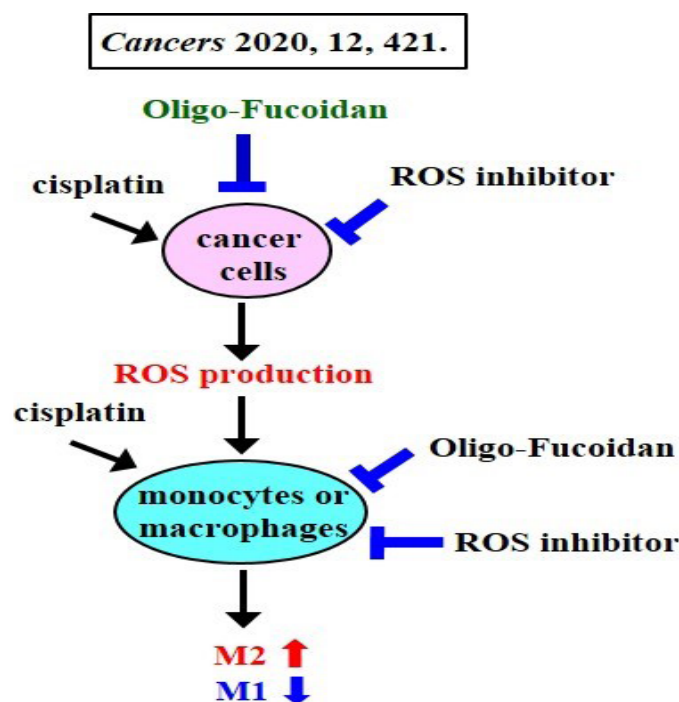 Cancers 2020, 12, 421.
Oligo-Fucoidan
cisplatin
ROS inhibitor
cancer
cells
ROS production
cisplatin
Oligo-Fucoidan
monocytes or
macrophages
ROS inhibitor
M2
M1